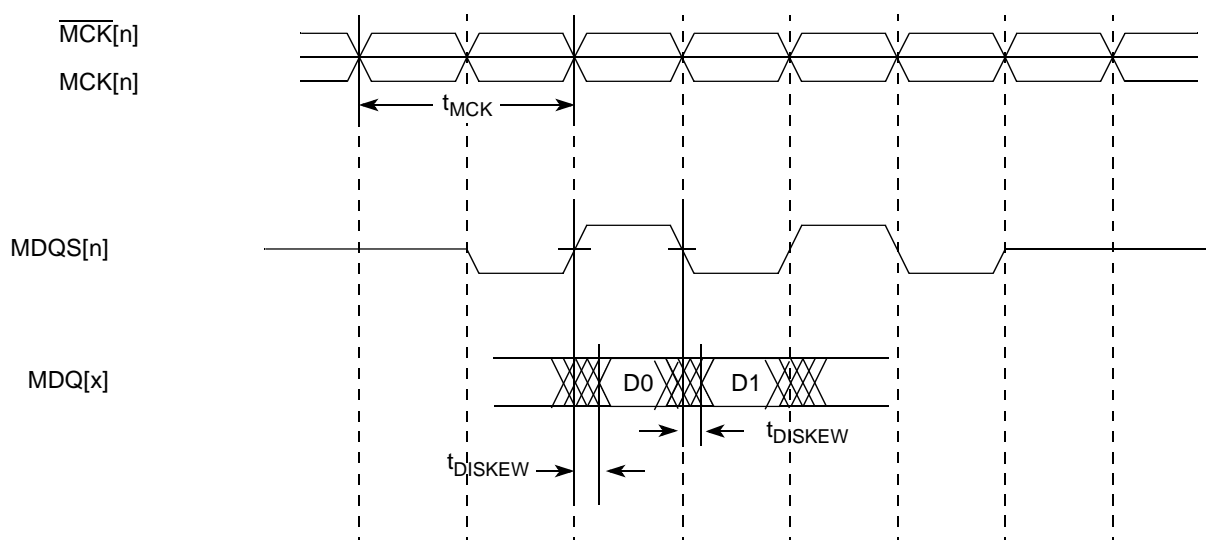 MCK[n]
MCK[n]
tMCK
MDQS[n]
MDQ[x]
D0
D1
tDISKEW
tDISKEW